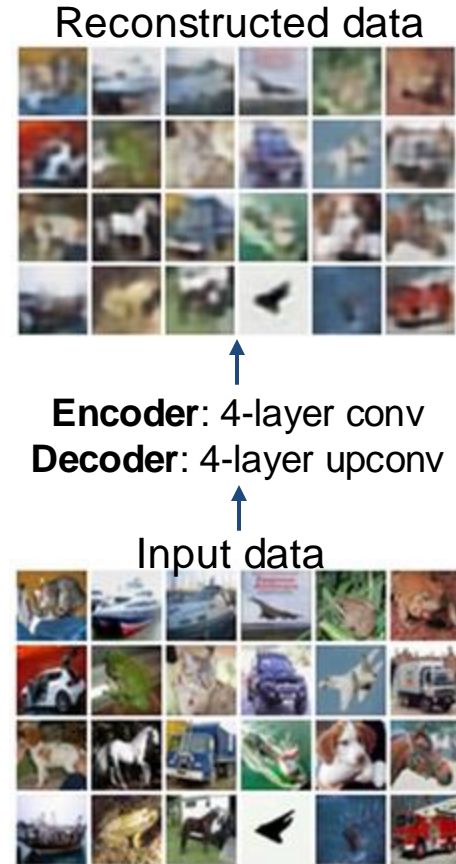 Reconstructed data
Encoder: 4-layer conv
Decoder: 4-layer upconv
Input data